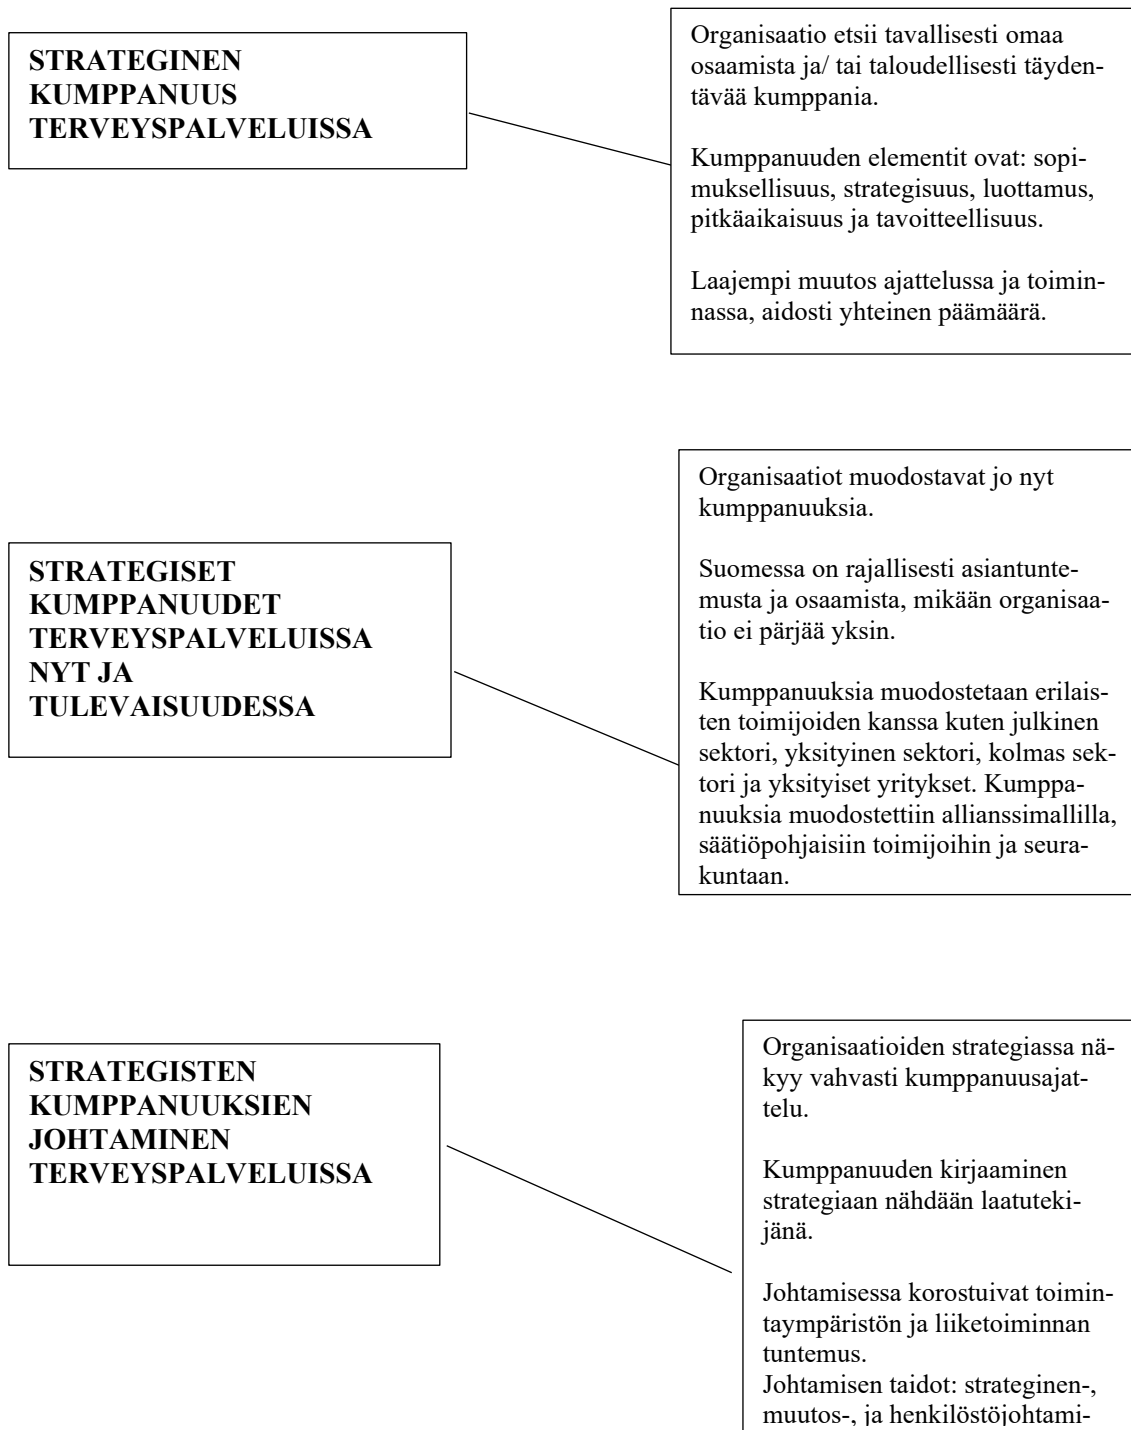 STRATEGINEN
KUMPPANUUS
TERVEYSPALVELUISSA
Organisaatio etsii tavallisesti omaa
osaamista ja/ tai taloudellisesti täyden-
tävää kumppania.
Kumppanuuden elementit ovat: sopi-
muksellisuus, strategisuus, luottamus,
pitkäaikaisuus ja tavoitteellisuus.
Laajempi muutos ajattelussa ja toimin-
nassa, aidosti yhteinen päämäärä.
STRATEGISET
KUMPPANUUDET
TERVEYSPALVELUISSA
NYT JA
TULEVAISUUDESSA
Organisaatiot muodostavat jo nyt
kumppanuuksia.
Suomessa on rajallisesti asiantunte-
musta ja osaamista, mikään organisaa-
tio ei pärjää yksin.
Kumppanuuksia muodostetaan erilais-
ten toimijoiden kanssa kuten julkinen
sektori, yksityinen sektori, kolmas sek-
tori ja yksityiset yritykset. Kumppa-
nuuksia muodostettiin allianssimallilla,
säätiöpohjaisiin toimijoihin ja seura-
kuntaan.
STRATEGISTEN
KUMPPANUUKSIEN
JOHTAMINEN
TERVEYSPALVELUISSA
Organisaatioiden strategiassa nä-
kyy vahvasti kumppanuusajat-
telu.
Kumppanuuden kirjaaminen
strategiaan nähdään laatuteki-
jänä.
Johtamisessa korostuivat toimin-
taympäristön ja liiketoiminnan
tuntemus.
Johtamisen taidot: strateginen-,
muutos-, ja henkilöstöjohtami-